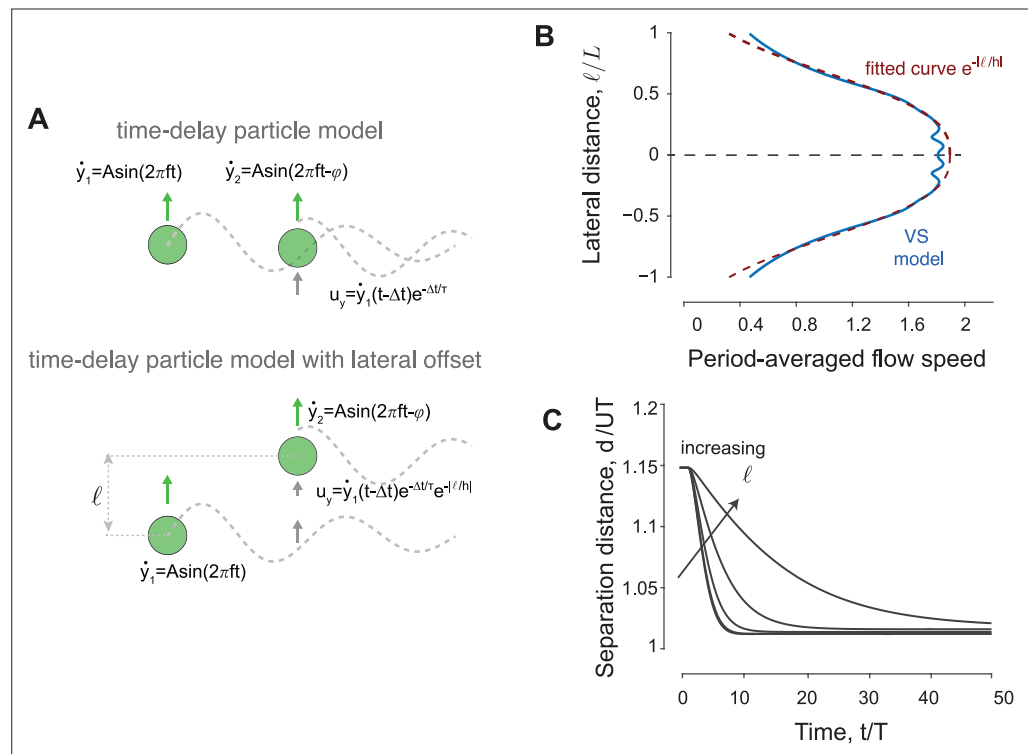 A
time-delay particle model
ẏ1=Asin(2πft)
ẏ2=Asin(2πft-φ)
uy=ẏ1(t-Δt)e^-Δt/τ
time-delay particle model with lateral offset
ẏ2=Asin(2πft-φ)
ℓ
uy=ẏ1(t-Δt)e^-Δt/τ e^-|ℓ/h|
ẏ1=Asin(2πft)
B
Lateral distance, ℓ/L
1
0.5
0
−0.5
−1
fitted curve e^-|ℓ/h|
VS
model
0 0.4 0.8 1.2 1.6 2
Period-averaged flow speed
C
Separation distance, d/UT
1.2
1.15
1.1
1.05
1
increasing
ℓ
0 10 20 30 40 50
Time, t/T